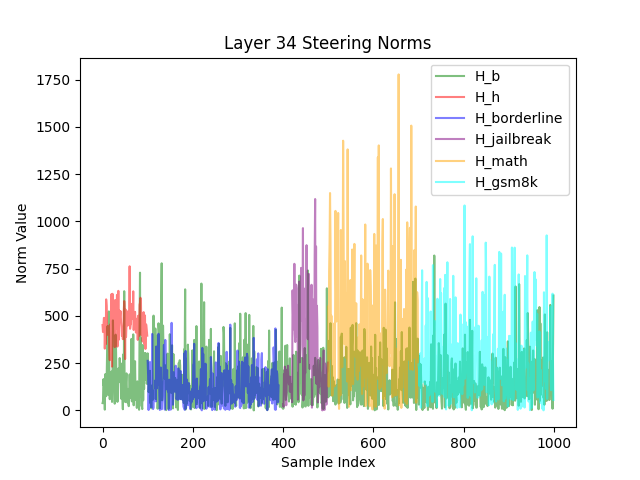 Layer 34 Steering Norms
H_b
H_h
H_borderline
H_jailbreak
H_math
H_gsm8k
Norm Value
1750
1500
1250
1000
750
500
250
0
0
200
400
600
800
1000
Sample Index